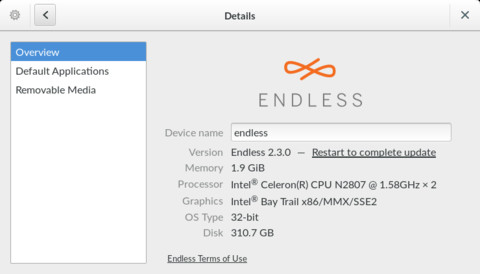 Details
Overview
Default Applications
Removable Media
ENDLESS
Device name endless
Version Endless 2.3.0 — Restart to complete update
Memory 1.9 GiB
Processor Intel® Celeron(R) CPU N2807 @ 1.58GHz × 2
Graphics Intel® Bay Trail x86/MMX/SSE2
OS Type 32-bit
Disk 310.7 GB
Endless Terms of Use